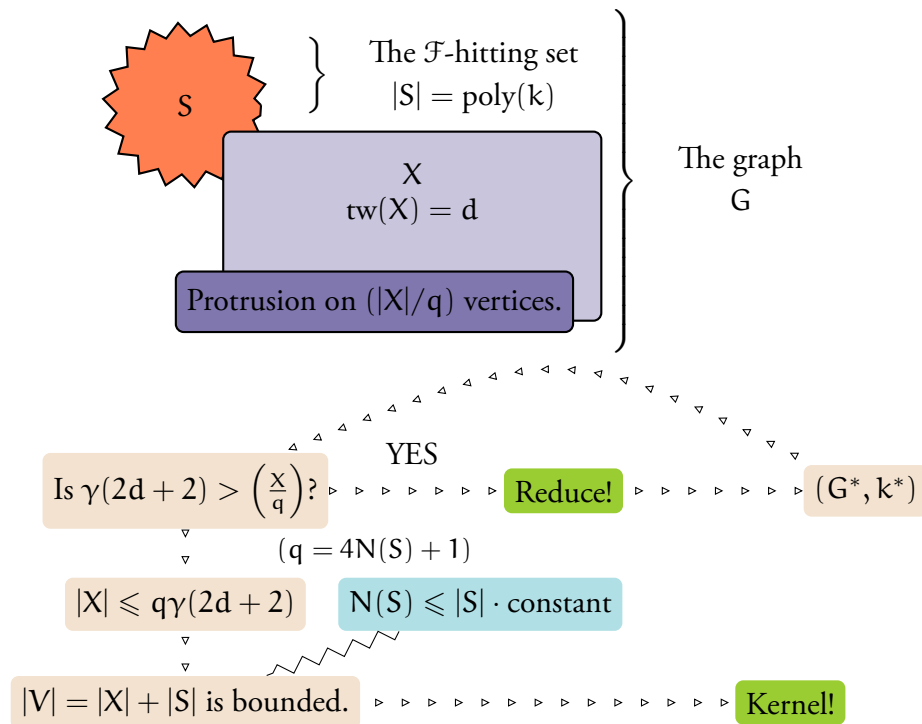 The ℱ-hitting set
|S| = poly(k)
S
The graph
G
X
tw(X) = d
Protrusion on (|X|/q) vertices.
YES
Is γ(2d + 2) > (X/q)?
Reduce!
(G*, k*)
(q = 4N(S) + 1)
|X| ⩽ qγ(2d + 2)
N(S) ⩽ |S| · constant
|V| = |X| + |S| is bounded.
Kernel!